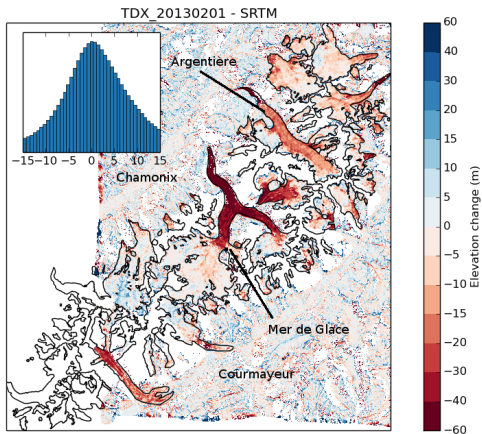 TDX_20130201 - SRTM
−15 −10 −5 0 5 10 15
Argentière
Chamonix
Mer de Glace
Courmayeur
60
40
30
20
15
10
5
0
−5
−10
−15
−20
−30
−40
−60
Elevation change (m)